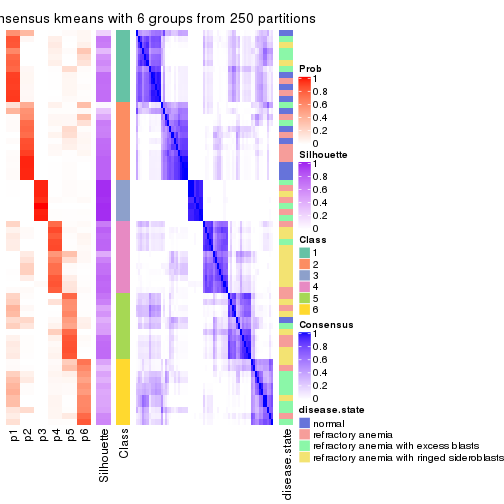 nsensus kmeans with 6 groups from 250 partitions
Prob
1
0.8
0.6
0.4
0.2
0
Silhouette
1
0.8
0.6
0.4
0.2
0
Class
1
2
3
4
5
6
Consensus
1
0.8
0.6
0.4
0.2
0
disease.state
normal
refractory anemia
refractory anemia with excess blasts
refractory anemia with ringed sideroblasts
p1
p2
p3
p4
p5
p6
Silhouette
Class
disease.state